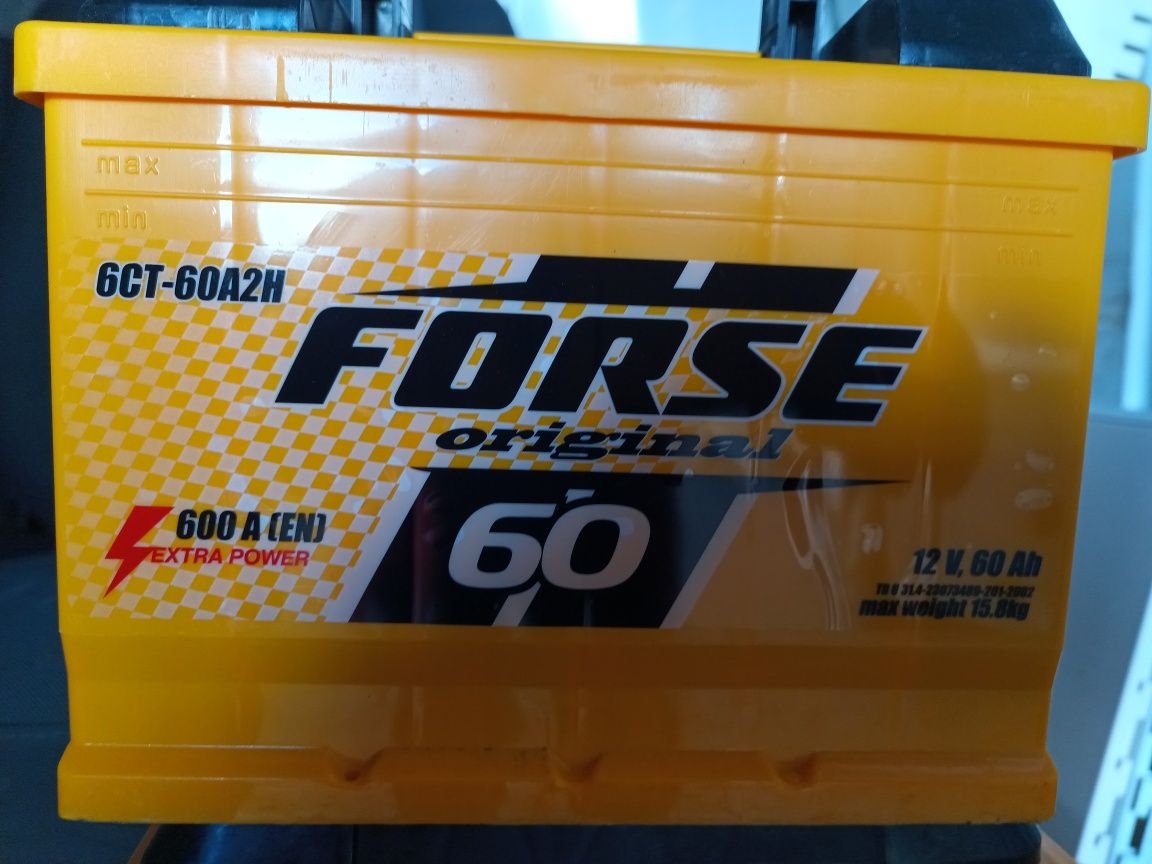 max
min
max
min
6CT-60A2H
FORSE
original
60
600 A (EN)
EXTRA POWER
12 V, 60 Ah
max weight 15.8kg